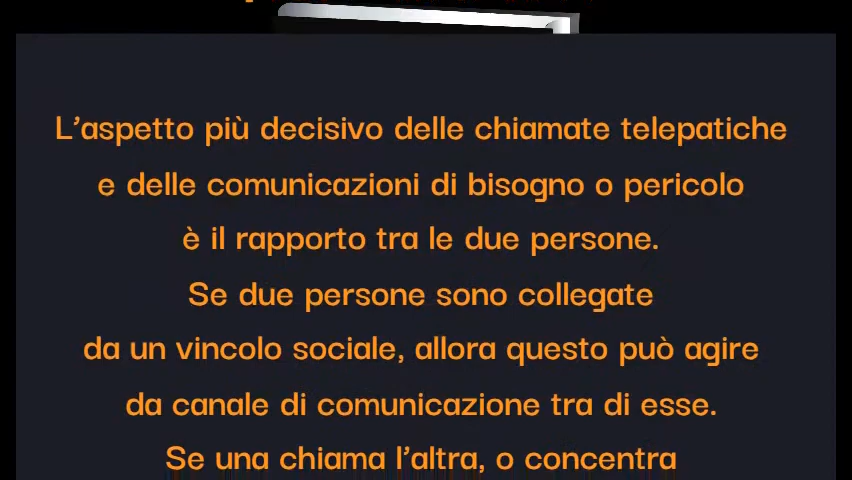 L’aspetto più decisivo delle chiamate telepatiche
e delle comunicazioni di bisogno o pericolo
è il rapporto tra le due persone.
Se due persone sono collegate
da un vincolo sociale, allora questo può agire
da canale di comunicazione tra di esse.
Se una chiama l’altra, o concentra